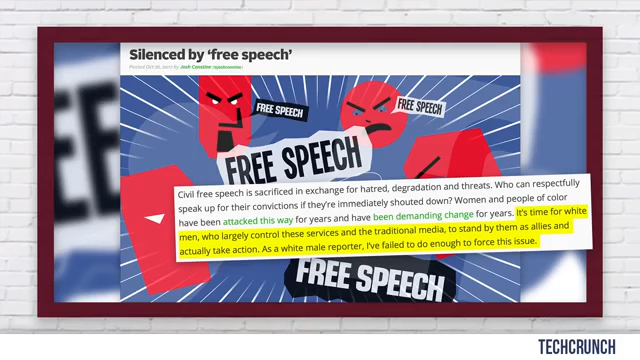 Silenced by 'free speech'
Posted Oct by Josh Constine
FREE SPEECH
FREE SPEECH
FREE SPEECH
Civil free speech is sacrificed in exchange for hatred, degradation and threats. Who can respectfully
speak up for their convictions if they're immediately shouted down? Women and people of color
have been attacked this way for years and have been demanding change for years. It's time for white
men, who largely control these services and the traditional media, to stand by them as allies and
actually take action. As a white male reporter, I've failed to do enough to force this issue.
FREE SPEECH
TECHCRUNCH